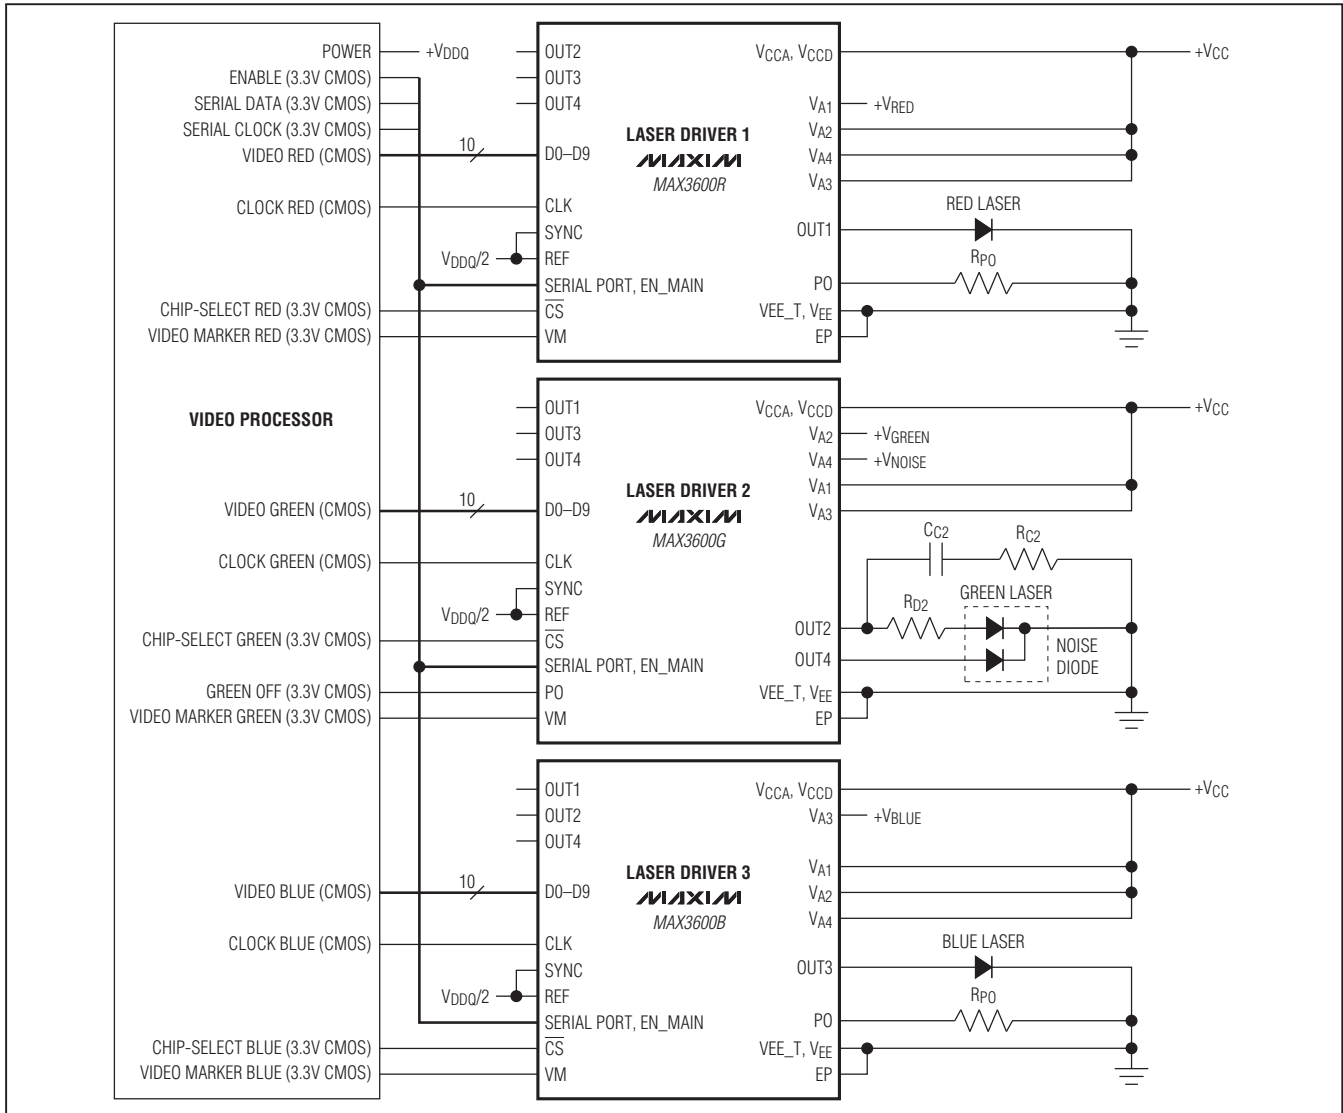 POWER
ENABLE (3.3V CMOS)
SERIAL DATA (3.3V CMOS)
SERIAL CLOCK (3.3V CMOS)
VIDEO RED (CMOS)
CLOCK RED (CMOS)
CHIP-SELECT RED (3.3V CMOS)
VIDEO MARKER RED (3.3V CMOS)
VIDEO PROCESSOR
VIDEO GREEN (CMOS)
CLOCK GREEN (CMOS)
CHIP-SELECT GREEN (3.3V CMOS)
GREEN OFF (3.3V CMOS)
VIDEO MARKER GREEN (3.3V CMOS)
VIDEO BLUE (CMOS)
CLOCK BLUE (CMOS)
CHIP-SELECT BLUE (3.3V CMOS)
VIDEO MARKER BLUE (3.3V CMOS)
+VDDQ
10
VDDQ/2
OUT2
OUT3
OUT4
D0–D9
CLK
SYNC
REF
SERIAL PORT, EN_MAIN
CS
VM
LASER DRIVER 1
MAXIM
MAX3600R
VCCA, VCCD
VA1
VA2
VA4
VA3
OUT1
PO
VEE_T, VEE
EP
+VCC
+VRED
RED LASER
RPO
10
VDDQ/2
OUT1
OUT3
OUT4
D0–D9
CLK
SYNC
REF
CS
SERIAL PORT, EN_MAIN
PO
VM
LASER DRIVER 2
MAXIM
MAX3600G
VCCA, VCCD
VA2
VA4
VA1
VA3
OUT2
OUT4
VEE_T, VEE
EP
+VCC
+VGREEN
+VNOISE
CC2
RC2
GREEN LASER
RD2
NOISE
DIODE
10
VDDQ/2
OUT1
OUT2
OUT4
D0–D9
CLK
SYNC
REF
SERIAL PORT, EN_MAIN
CS
VM
LASER DRIVER 3
MAXIM
MAX3600B
VCCA, VCCD
VA3
VA1
VA2
VA4
OUT3
PO
VEE_T, VEE
EP
+VCC
+VBLUE
BLUE LASER
RPO